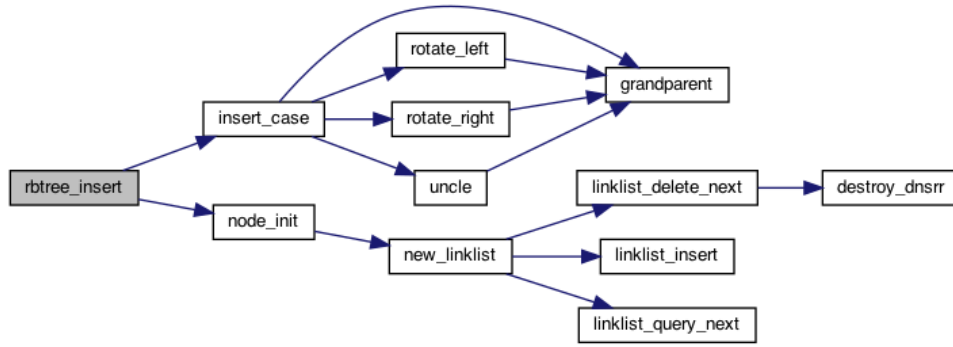 rotate_left
grandparent
insert_case
rotate_right
rbtree_insert
uncle
linklist_delete_next
destroy_dnsrr
node_init
new_linklist
linklist_insert
linklist_query_next